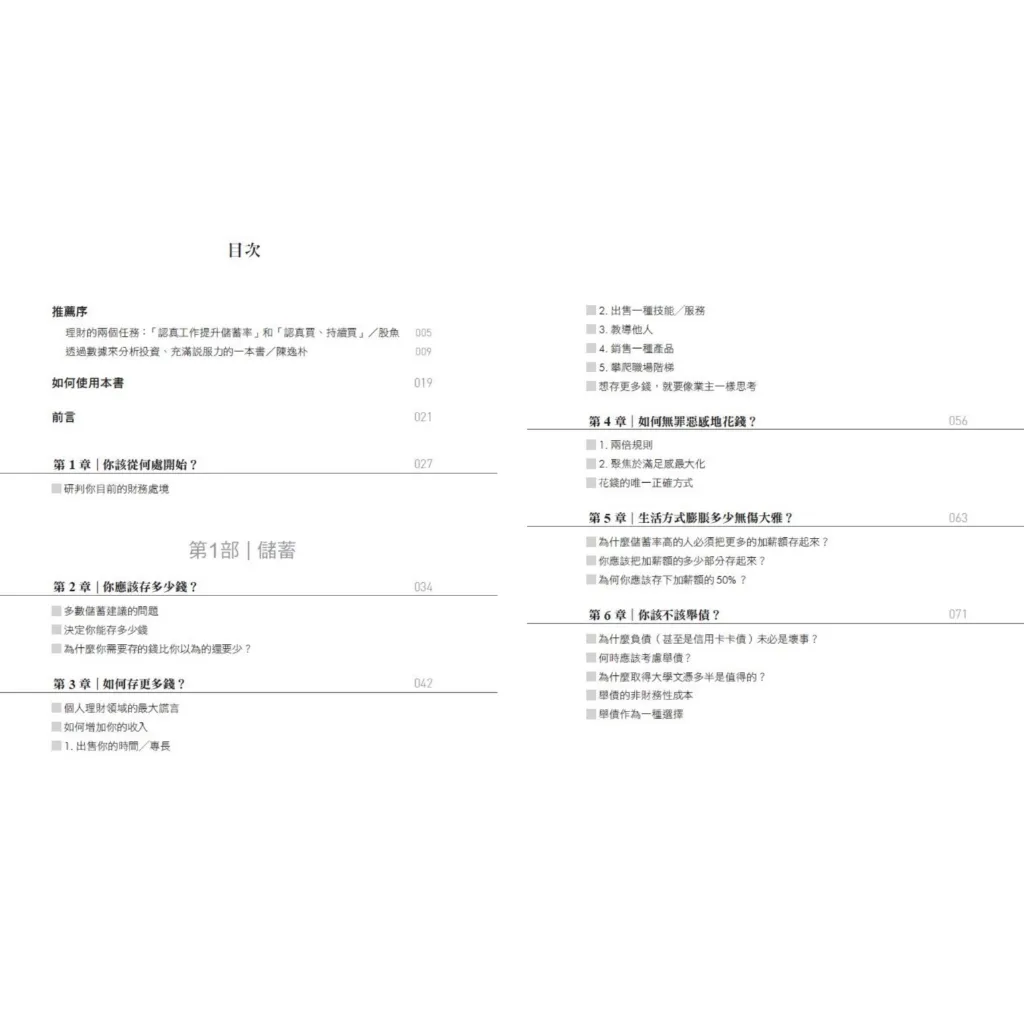 目次
推薦序
理財的兩個任務：「認真工作提升儲蓄率」和「認真買、持續買」／股魚 005
透過數據來分析投資，充滿説服力的一本書／陳逸朴 009
如何使用本書 019
前言 021
第 1 章｜你該從何處開始？ 027
研判你目前的財務處境
第1部｜儲蓄
第 2 章｜你應該存多少錢？ 034
多數儲蓄建議的問題
決定你能存多少錢
為什麼你需要存的錢比你以為的還要少？
第 3 章｜如何存更多錢？ 042
個人理財領域的最大謊言
如何增加你的收入
1. 出售你的時間／專長
2. 出售一種技能／服務
3. 教導他人
4. 銷售一種產品
5. 攀爬職場階梯
想存更多錢，就要像業主一樣思考
第 4 章｜如何無罪惡感地花錢？ 056
1. 兩倍規則
2. 聚焦於滿足感最大化
花錢的唯一正確方式
第 5 章｜生活方式膨脹多少無傷大雅？ 063
為什麼儲蓄率高的人必須把更多的加薪額存起來？
你應該把加薪額的多少部分存起來？
為何你應該存下加薪額的 50%？
第 6 章｜你該不該舉債？ 071
為什麼負債（甚至是信用卡卡債）未必是壞事？
何時應該考慮舉債？
為什麼取得大學文憑多半是值得的？
舉債的非財務性成本
舉債作為一種選擇